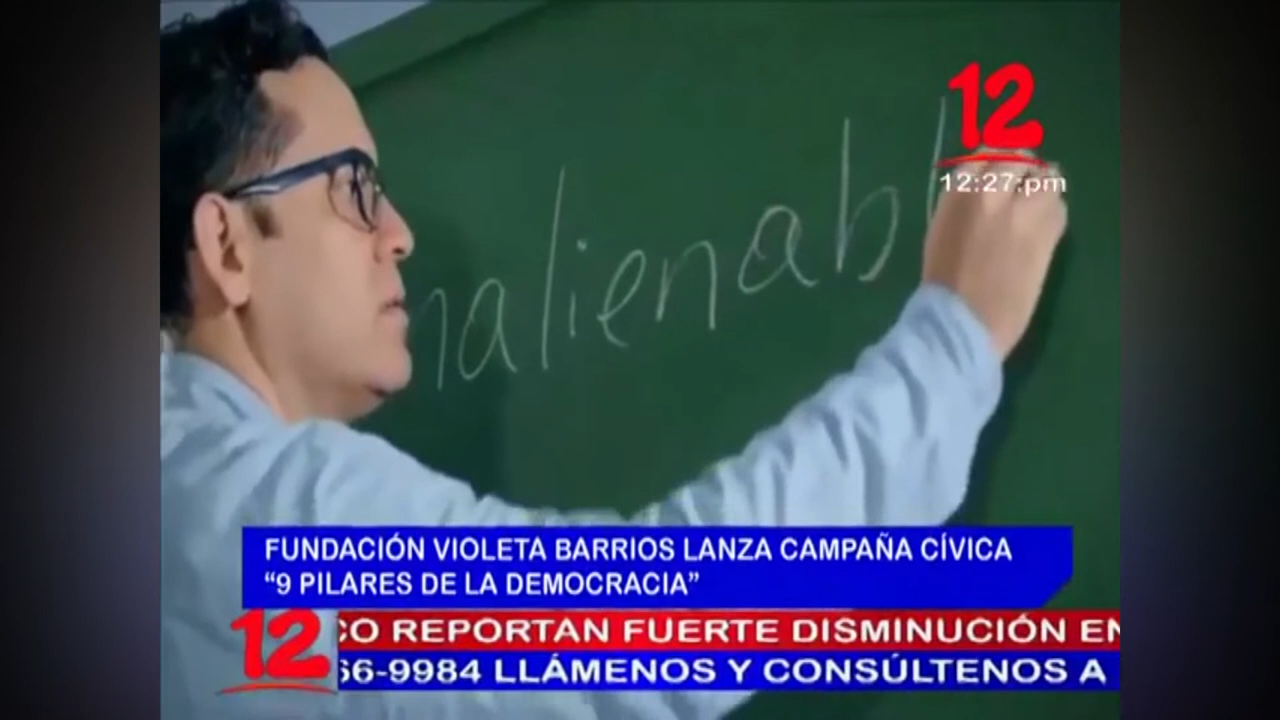 12
12:27:pm
nalienabl
FUNDACIÓN VIOLETA BARRIOS LANZA CAMPAÑA CÍVICA
“9 PILARES DE LA DEMOCRACIA”
12
CO REPORTAN FUERTE DISMINUCIÓN EN
66-9984 LLÁMENOS Y CONSÚLTENOS A